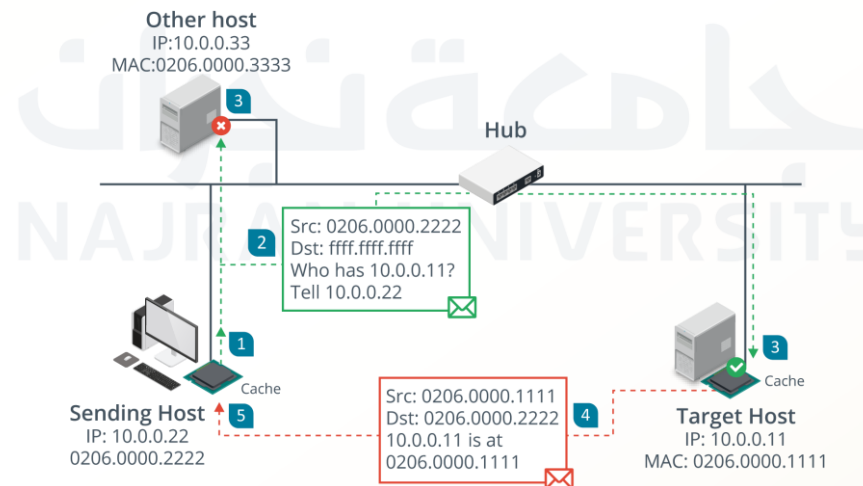 Other host
IP:10.0.0.33
MAC:0206.0000.3333
3
Hub
جامعة نجران
NAJRAN UNIVERSITY
2
Src: 0206.0000.2222
Dst: ffff.ffff.ffff
Who has 10.0.0.11?
Tell 10.0.0.22
1
Cache
Sending Host
IP: 10.0.0.22
0206.0000.2222
5
Src: 0206.0000.1111
Dst: 0206.0000.2222
10.0.0.11 is at
0206.0000.1111
4
3
Cache
Target Host
IP: 10.0.0.11
MAC: 0206.0000.1111